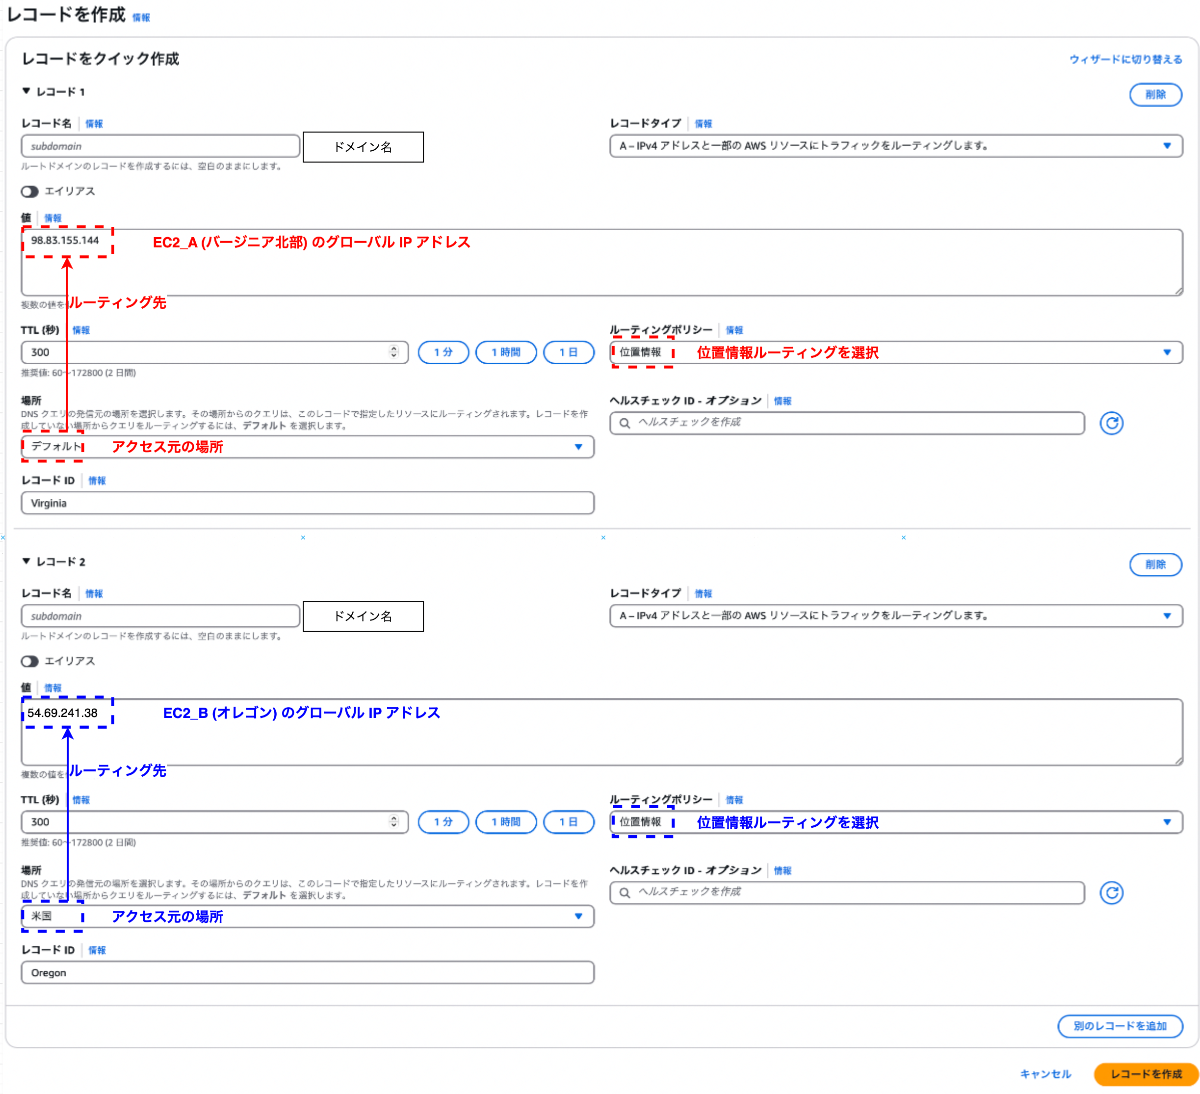 レコードを作成 情報
レコードをクイック作成
ウィザードに切り替える
▼ レコード 1
削除
レコード名 情報
subdomain
ドメイン名
ルートドメインのレコードを作成するには、空白のままにします。
レコードタイプ 情報
A – IPv4 アドレスと一部の AWS リソースにトラフィックをルーティングします。
エイリアス
値 情報
98.83.155.144
EC2_A (バージニア北部) のグローバル IP アドレス
複数の値を
ルーティング先
TTL (秒) 情報
300
1 分
1 時間
1 日
推奨値: 60～172800 (2 日間)
ルーティングポリシー 情報
位置情報
位置情報ルーティングを選択
場所
DNS クエリの発信元の場所を選択します。その場所からのクエリは、このレコードで指定したリソースにルーティングされます。レコードを作
成していない場所からクエリをルーティングするには、デフォルト を選択します。
デフォルト
アクセス元の場所
ヘルスチェック ID - オプション 情報
ヘルスチェックを作成
レコード ID 情報
Virginia
▼ レコード 2
削除
レコード名 情報
subdomain
ドメイン名
ルートドメインのレコードを作成するには、空白のままにします。
レコードタイプ 情報
A – IPv4 アドレスと一部の AWS リソースにトラフィックをルーティングします。
エイリアス
値 情報
54.69.241.38
EC2_B (オレゴン) のグローバル IP アドレス
複数の値を
ルーティング先
TTL (秒) 情報
300
1 分
1 時間
1 日
推奨値: 60～172800 (2 日間)
ルーティングポリシー 情報
位置情報
位置情報ルーティングを選択
場所
DNS クエリの発信元の場所を選択します。その場所からのクエリは、このレコードで指定したリソースにルーティングされます。レコードを作
成していない場所からクエリをルーティングするには、デフォルト を選択します。
米国
アクセス元の場所
ヘルスチェック ID - オプション 情報
ヘルスチェックを作成
レコード ID 情報
Oregon
別のレコードを追加
キャンセル
レコードを作成